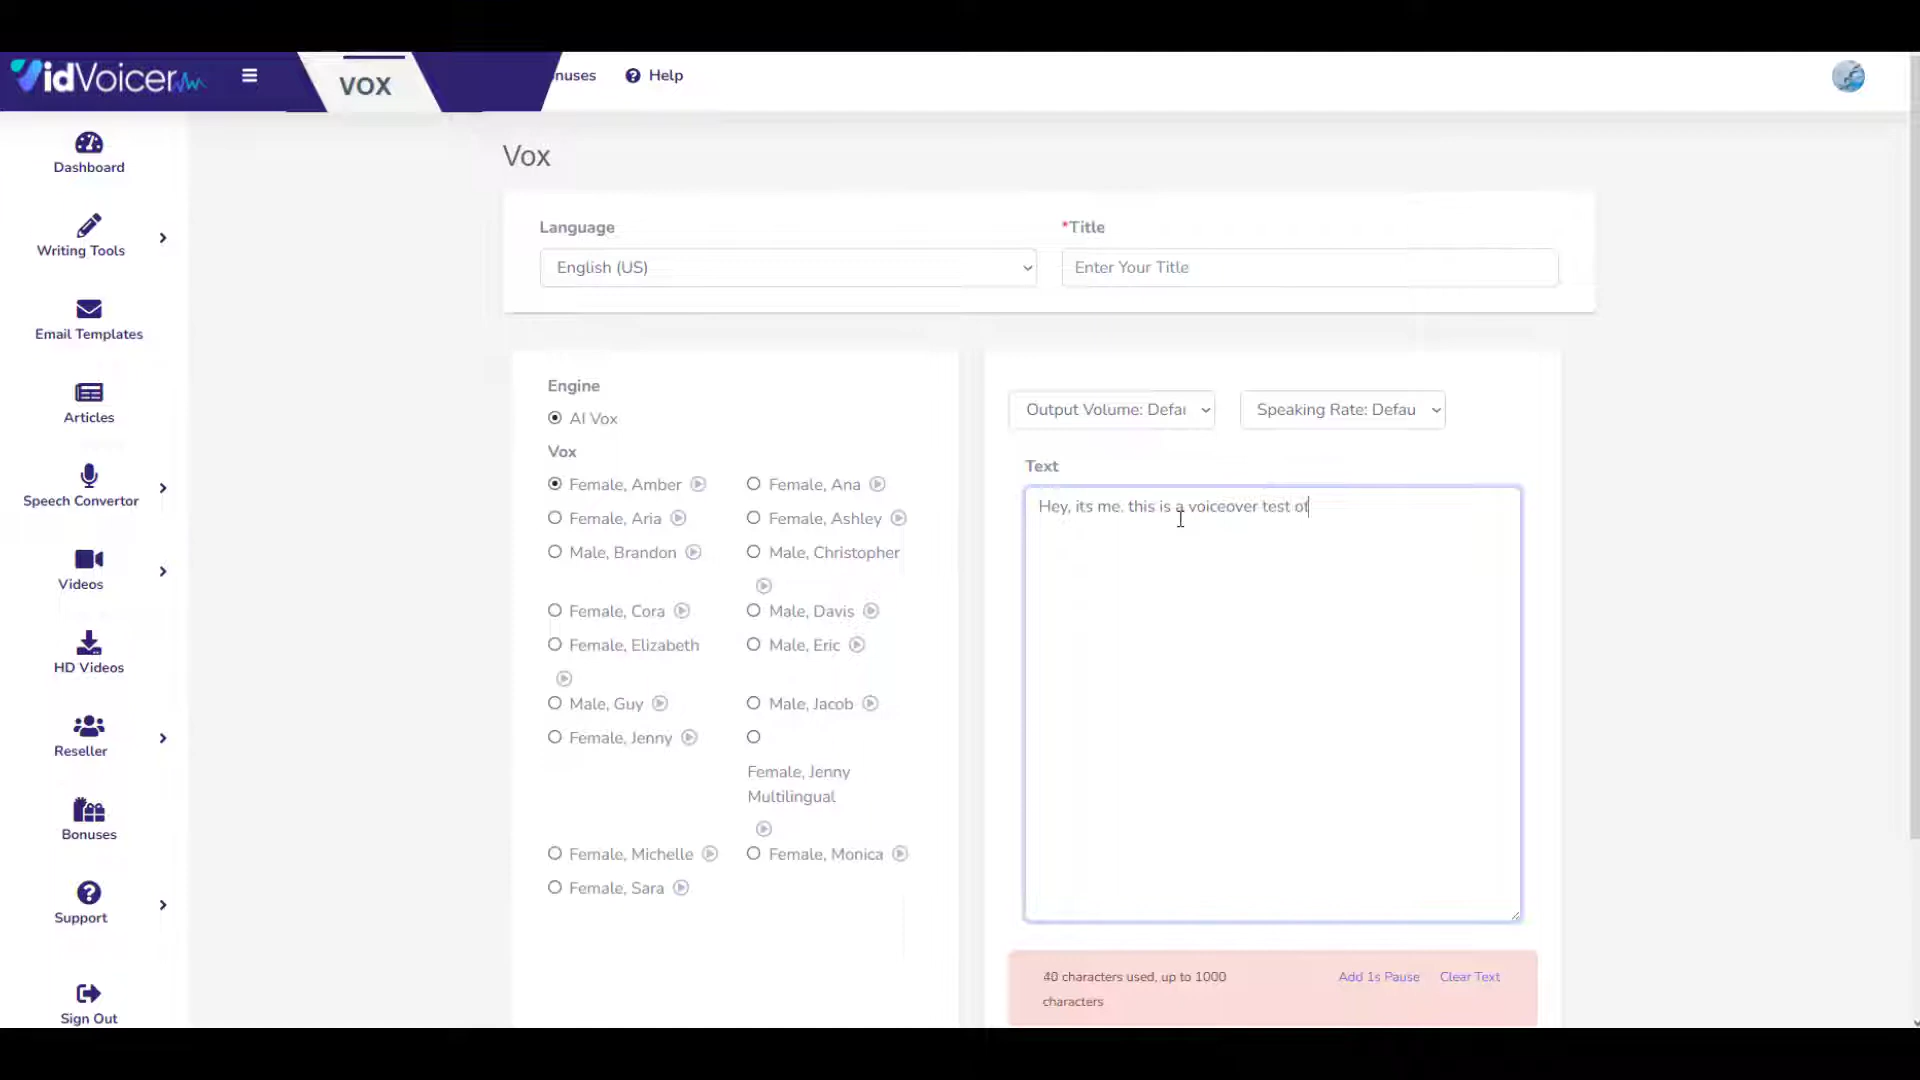 VidVoicer
VOX
nuses
Help
Dashboard
Writing Tools
Email Templates
Articles
Speech Convertor
Videos
HD Videos
Reseller
Bonuses
Support
Sign Out
Vox
Language
*Title
English (US)
Enter Your Title
Engine
AI Vox
Vox
Female, Amber
Female, Ana
Female, Aria
Female, Ashley
Male, Brandon
Male, Christopher
Female, Cora
Male, Davis
Female, Elizabeth
Male, Eric
Male, Guy
Male, Jacob
Female, Jenny
Female, Jenny
Multilingual
Female, Michelle
Female, Monica
Female, Sara
Output Volume: Defau
Speaking Rate: Defau
Text
Hey, its me. this is a voiceover test of
40 characters used, up to 1000
characters
Add 1s Pause
Clear Text